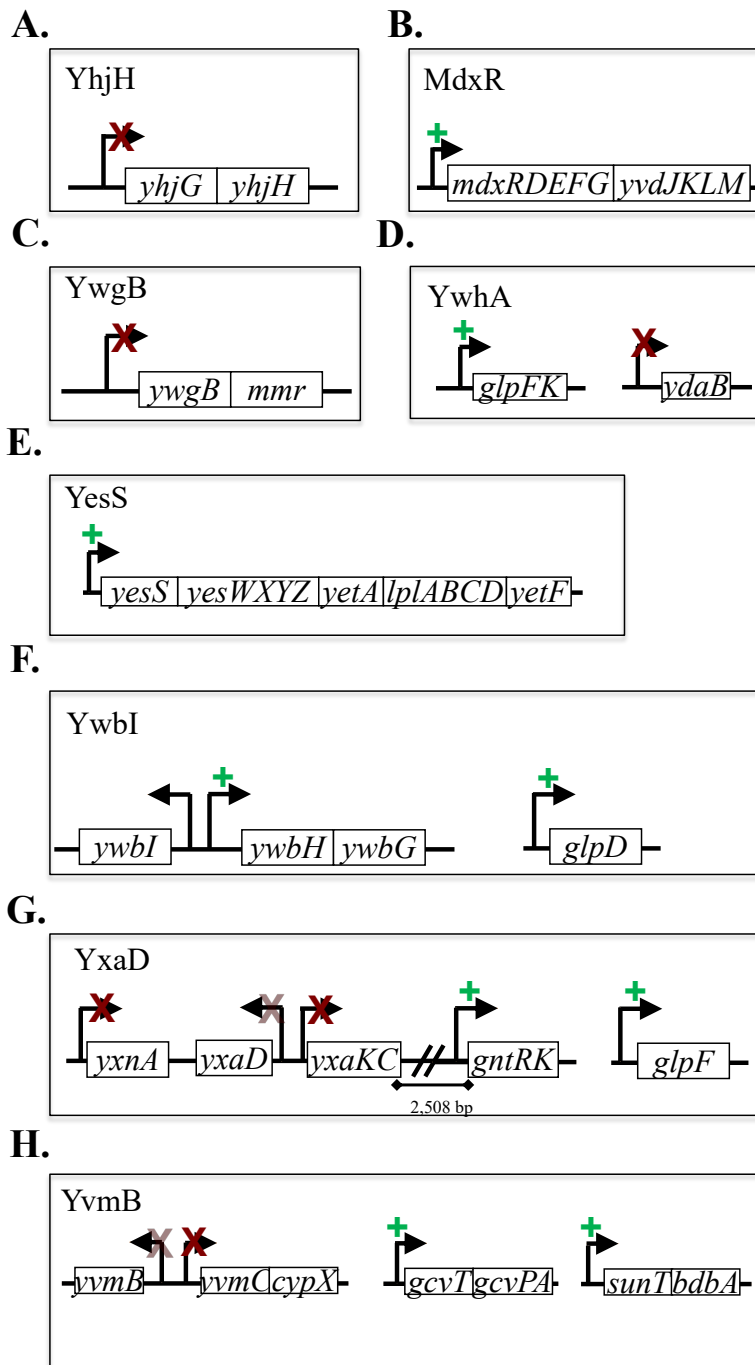 A.
B.
YhjH
yhjG yhjH
MdxR
+
mdxRDEFG yvdJKLM
C.
D.
YwgB
ywgB mmr
YwhA
+
glpFK ydaB
E.
YesS
+
yesS yesWXYZ yetA lplABCD yetF
F.
YwbI
+ +
ywbI ywbH ywbG glpD
G.
YxaD
X X X + +
yxnA yxaD yxaKC gntRK glpF
2,508 bp
H.
YvmB
X X + +
yvmB yvmC cypX gcvT gcvPA sunT bdbA